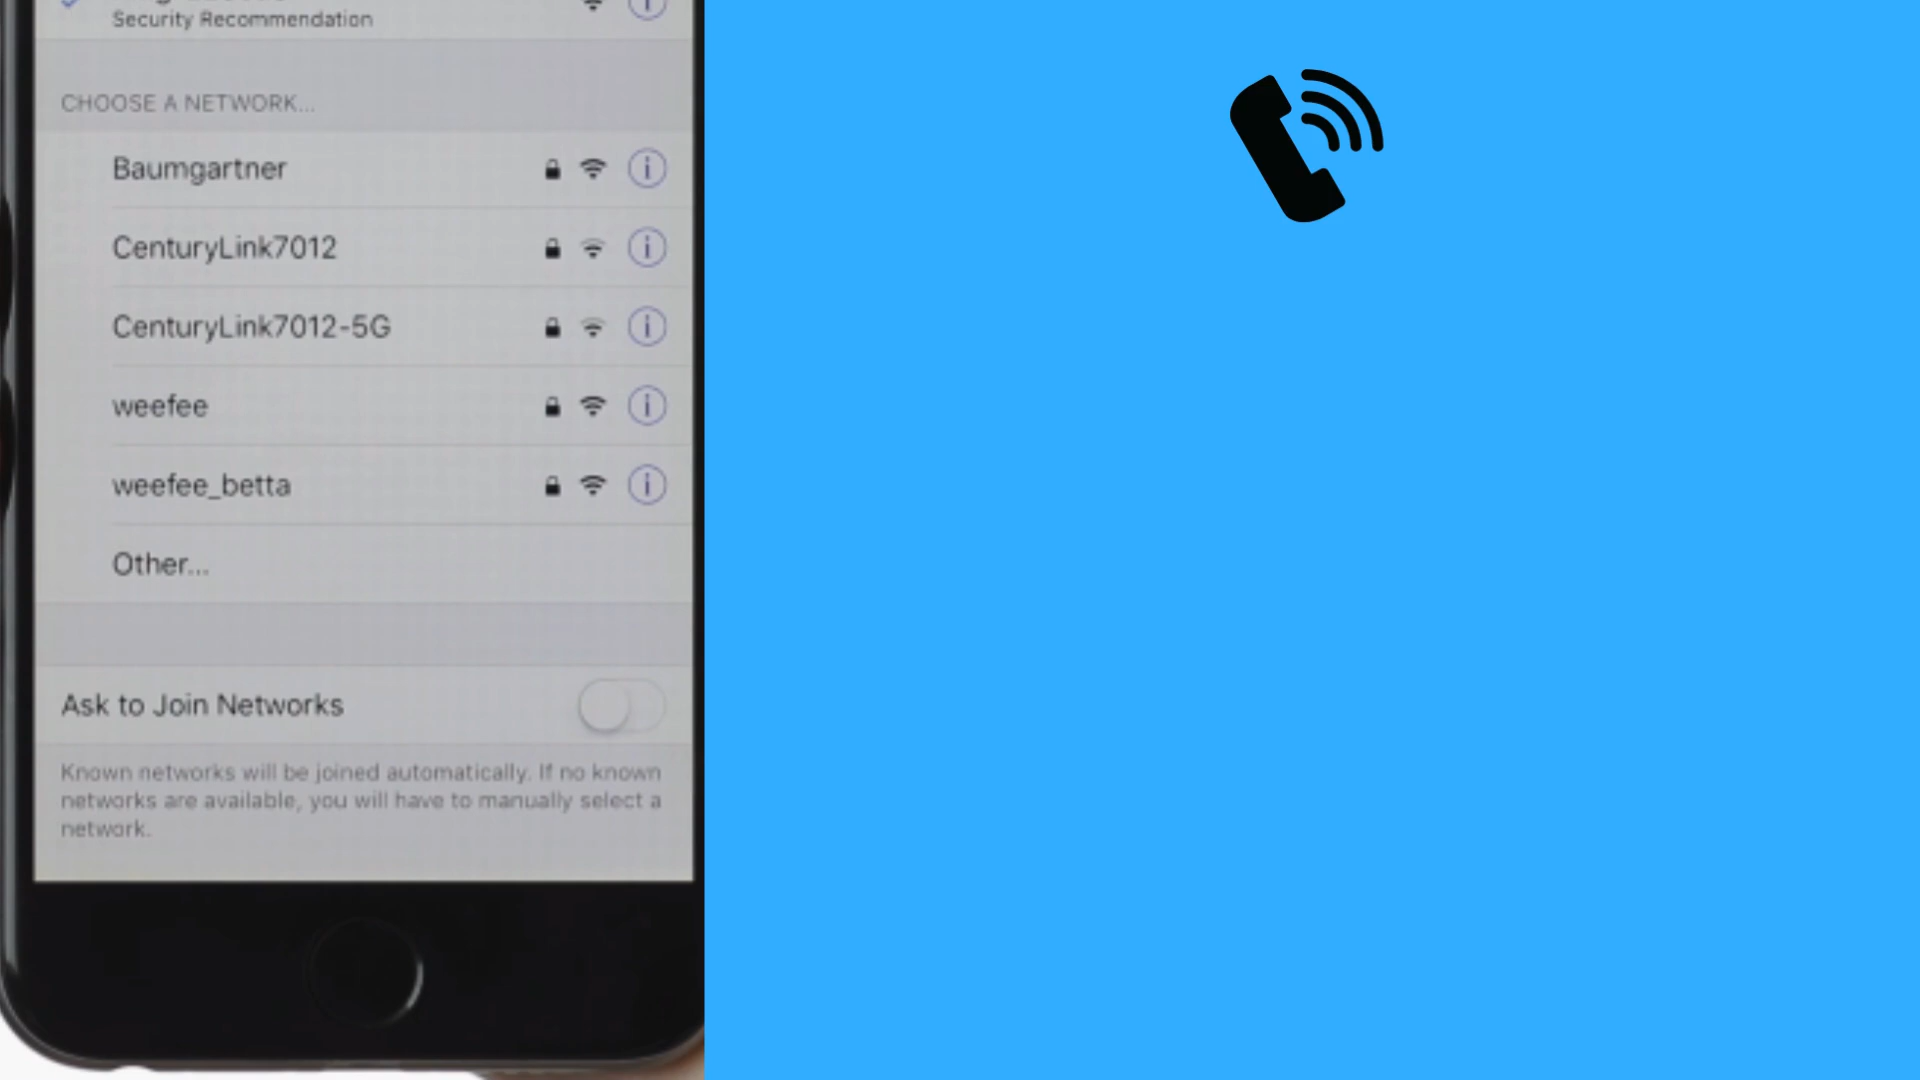 Security Recommendation
CHOOSE A NETWORK...
Baumgartner
CenturyLink7012
CenturyLink7012-5G
weefee
weefee_betta
Other...
Ask to Join Networks
Known networks will be joined automatically. If no known
networks are available, you will have to manually select a
network.